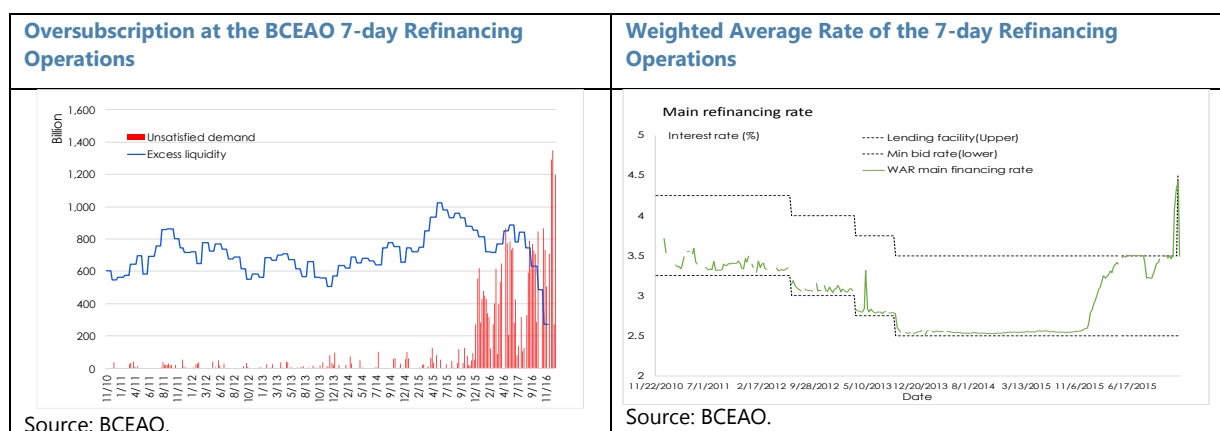 Oversubscription at the BCEAO 7-day Refinancing
Operations
Billion
1,600
1,400
1,200
1,000
800
600
400
200
0
Unsatisfied demand
Excess liquidity
11/10 1/11 4/11 6/11 8/11 11/11 1/12 3/12 6/12 8/12 10/12 1/13 3/13 5/13 8/13 10/13 12/13 3/14 5/14 7/14 9/14 12/14 2/15 4/15 7/15 9/15 12/15 2/16 4/16 7/17 9/16 11/16
Source: BCEAO.
Weighted Average Rate of the 7-day Refinancing
Operations
Main refinancing rate
Interest rate (%)
5
4.5
4
3.5
3
2.5
2
Lending facility(Upper)
Min bid rate(lower)
WAR main financing rate
11/22/2010 7/1/2011 2/17/2012 9/28/2012 5/10/2013 12/20/2013 8/1/2014 3/13/2015 11/6/2015 6/17/2015
Date
Source: BCEAO.